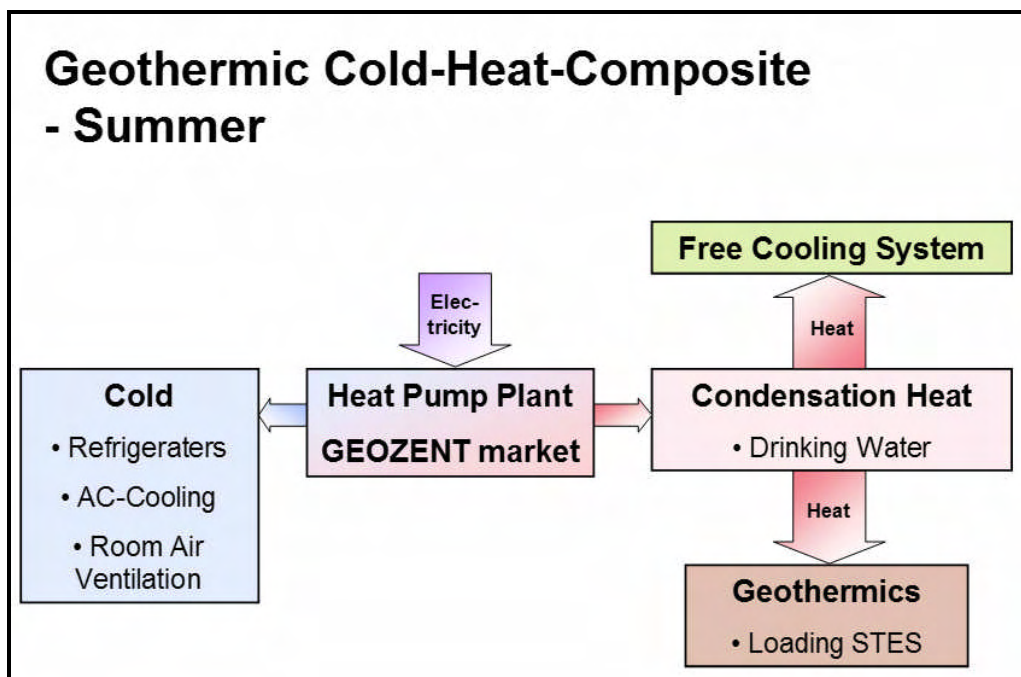 Geothermic Cold-Heat-Composite
- Summer
Free Cooling System
Elec-
tricity
Heat
Cold
• Refrigeraters
• AC-Cooling
• Room Air
Ventilation
Heat Pump Plant
GEOZENT market
Condensation Heat
• Drinking Water
Heat
Geothermics
• Loading STES